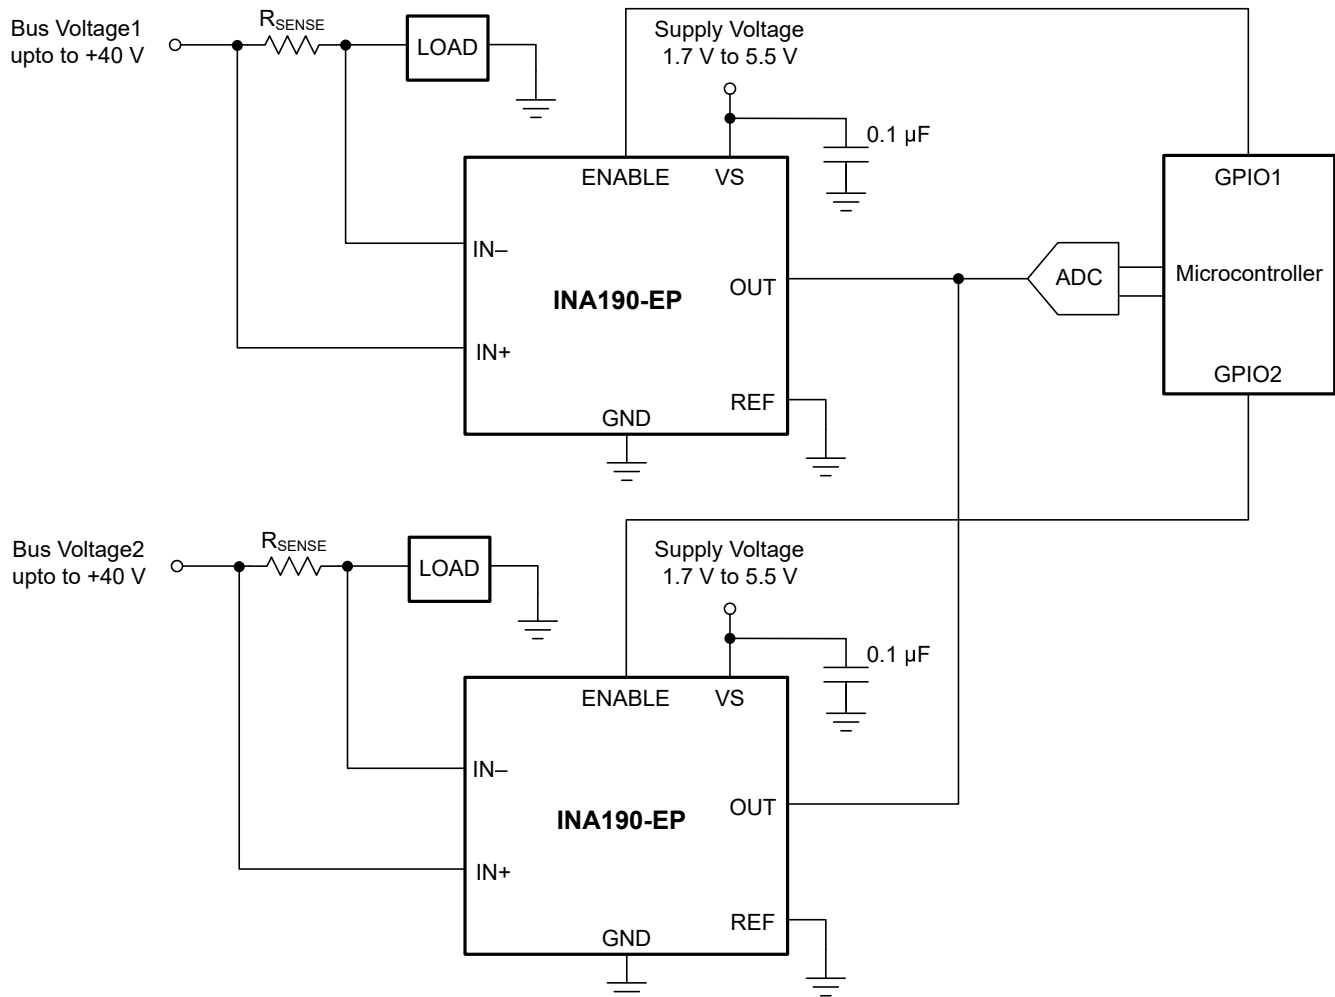 Bus Voltage1
upto to +40 V
RSENSE
LOAD
Supply Voltage
1.7 V to 5.5 V
0.1 µF
ENABLE
VS
GPIO1
IN–
INA190-EP
OUT
ADC
Microcontroller
IN+
GPIO2
REF
GND
Bus Voltage2
upto to +40 V
RSENSE
LOAD
Supply Voltage
1.7 V to 5.5 V
0.1 µF
ENABLE
VS
IN–
INA190-EP
OUT
IN+
REF
GND